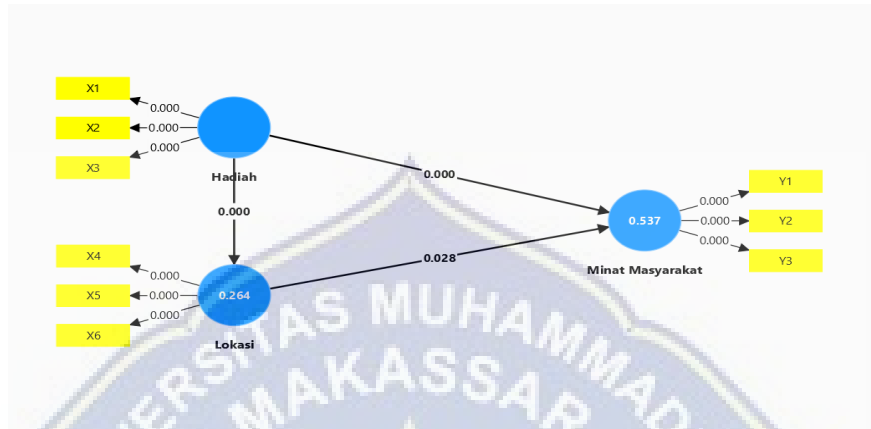 X1
0.000
X2
0.000
0.000
X3
Hadiah
0.000
0.000
Y1
0.000
0.537
0.000
Y2
0.000
Y3
Minat Masyarakat
0.028
X4
0.000
X5
0.000
0.264
0.000
X6
Lokasi
ERSITAS MUHAMMAD
MAKASSAR